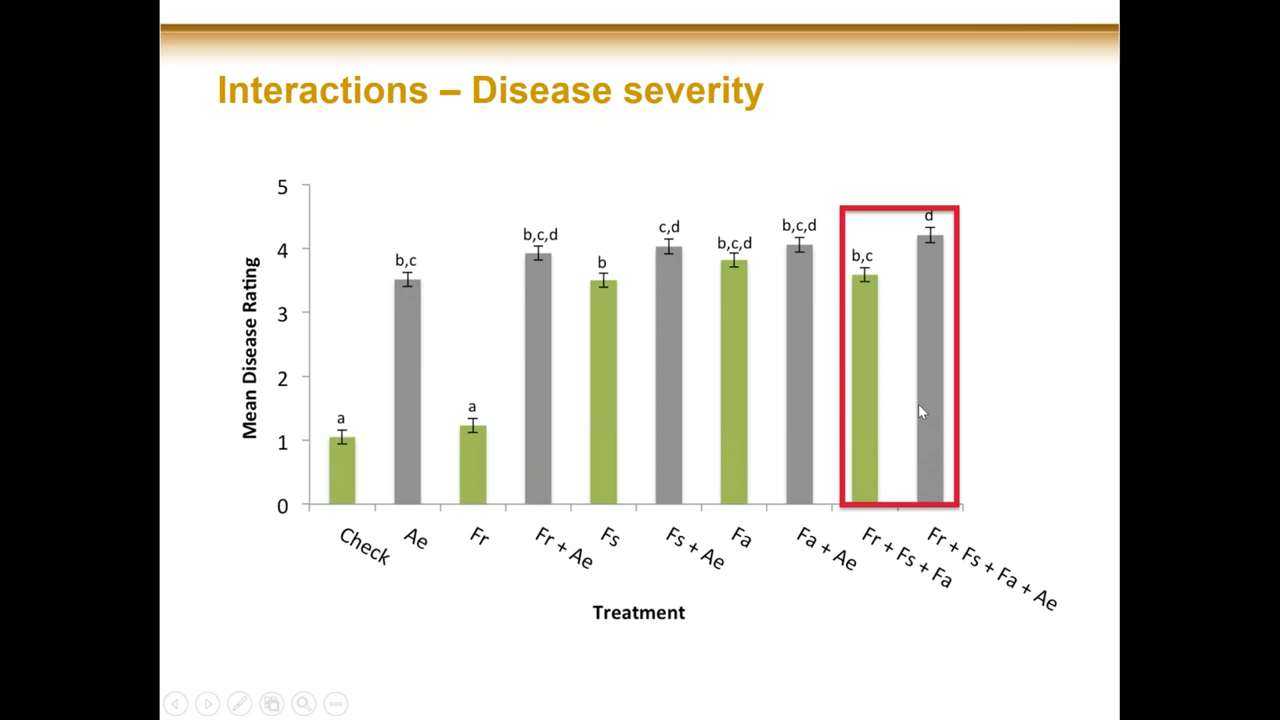 Interactions – Disease severity
Mean Disease Rating
5
4
3
2
1
0
a
b,c
a
b,c,d
b
c,d
b,c,d
b,c,d
b,c
d
Check
Ae
Fr
Fr + Ae
Fs
Fs + Ae
Fa
Fa + Ae
Fr + Fs + Fa
Fr + Fs + Fa + Ae
Treatment